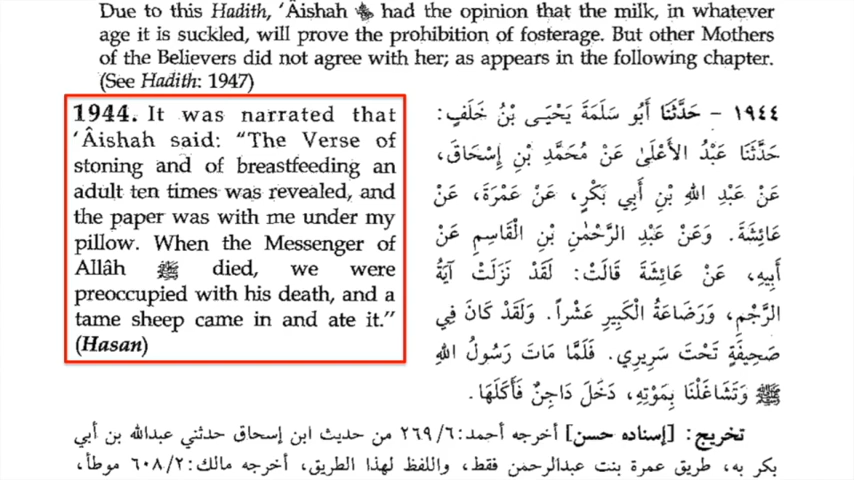 Due to this Hadith, 'Âishah had the opinion that the milk, in whatever
age it is suckled, will prove the prohibition of fosterage. But other Mothers
of the Believers did not agree with her; as appears in the following chapter.
(See Hadith: 1947)
1944. It was narrated that
'Âishah said: "The Verse of
stoning and of breastfeeding an
adult ten times was revealed, and
the paper was with me under my
pillow. When the Messenger of
Allâh ﷺ died, we were
preoccupied with his death, and a
tame sheep came in and ate it."
(Hasan)
١٩٤٤ - حَدَّثَنَا أَبُو سَلَمَةَ يَحْيَى بْنُ خَلَفٍ:
حَدَّثَنَا عَبْدُ الأَعْلَىٰ عَنْ مُحَمَّدِ بْنِ إِسْحَاقَ،
عَنْ عَبْدِ اللهِ بْنِ أَبِي بَكْرٍ، عَنْ عَمْرَةَ، عَنْ
عَائِشَةَ. وَعَنْ عَبْدِ الرَّحْمٰنِ بْنِ الْقَاسِمِ عَنْ
أَبِيهِ، عَنْ عَائِشَةَ قَالَتْ: لَقَدْ نَزَلَتْ آيَةُ
الرَّجْمِ، وَرَضَاعَةُ الْكَبِيرِ عَشْراً. وَلَقَدْ كَانَ فِي
صَحِيفَةٍ تَحْتَ سَرِيرِي. فَلَمَّا مَاتَ رَسُولُ اللهِ
ﷺ وَتَشَاغَلْنَا بِمَوْتِهِ، دَخَلَ دَاجِنٌ فَأَكَلَهَا.
تخريج: [إسناده حسن] أخرجه أحمد: ٦/ ٢٦٩ من حديث ابن إسحاق حدثني عبدالله بن أبي
بكر به، طريق عمرة بنت عبدالرحمن فقط، واللفظ لهذا الطريق، أخرجه مالك: ٢/ ٦٠٨ موطأ،